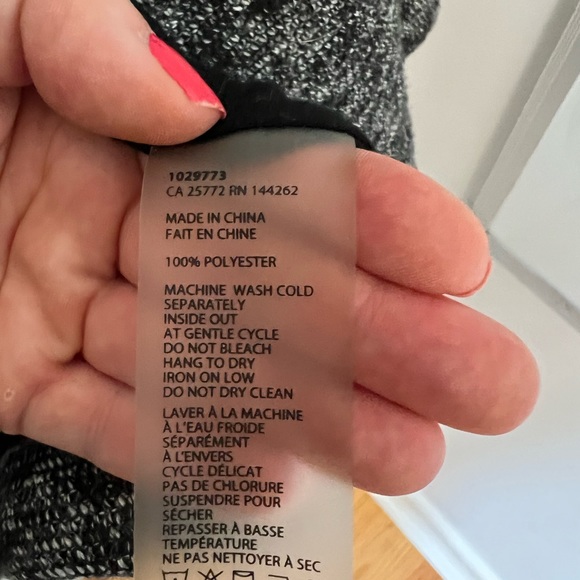 1029773
CA 25772 RN 144262
MADE IN CHINA
FAIT EN CHINE
100% POLYESTER
MACHINE WASH COLD
SEPARATELY
INSIDE OUT
AT GENTLE CYCLE
DO NOT BLEACH
HANG TO DRY
IRON ON LOW
DO NOT DRY CLEAN
LAVER À LA MACHINE
À L'EAU FROIDE
SÉPARÉMENT
À L'ENVERS
CYCLE DÉLICAT
PAS DE CHLORURE
SUSPENDRE POUR
SÉCHER
REPASSER À BASSE
TEMPÉRATURE
NE PAS NETTOYER À SEC